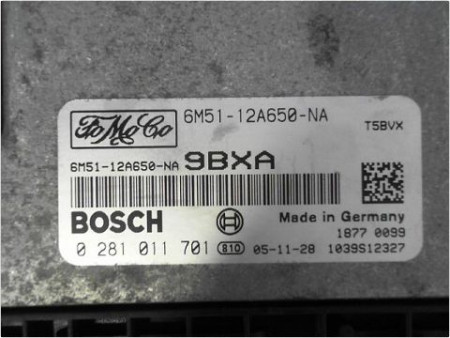 FoMoCo 6M51-12A650-NA T5BVX
6M51-12A650-NA 9BXA
BOSCH Made in Germany
1877 0099
0 281 011 701 810 05-11-28 1039S12327